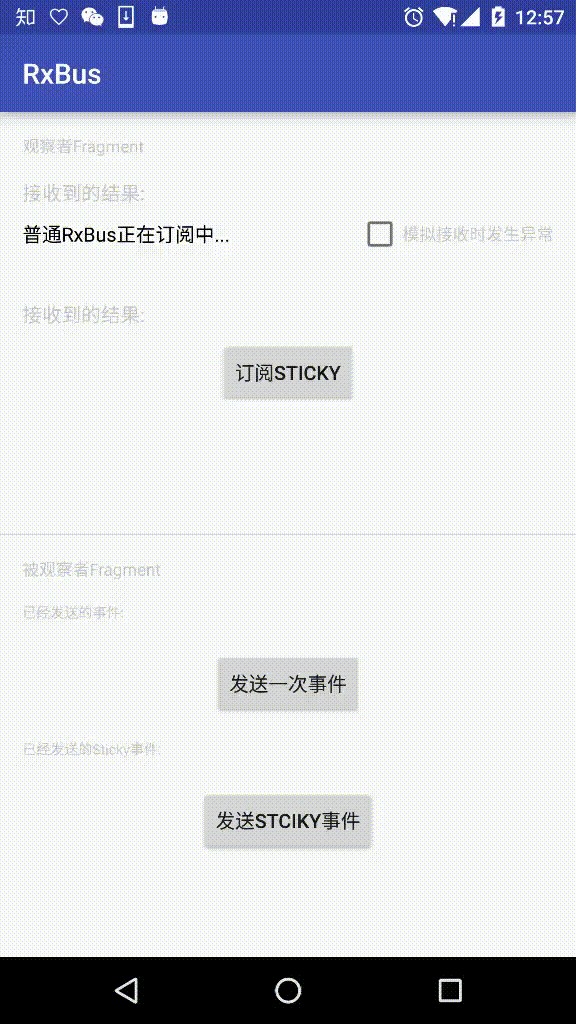 知 12:57
RxBus
观察者Fragment
接收到的结果:
普通RxBus正在订阅中... 模拟接收时发生异常
接收到的结果:
订阅STICKY
被观察者Fragment
已经发送的事件:
发送一次事件
已经发送的Sticky事件:
发送STCIKY事件